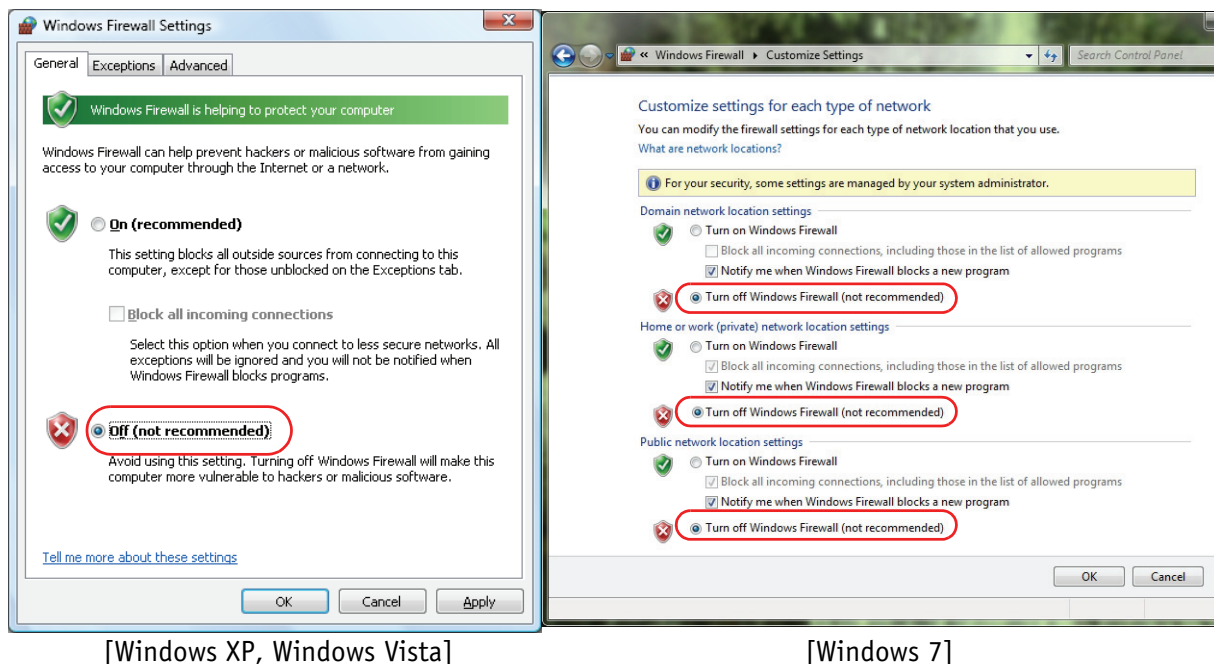 Windows Firewall Settings
General Exceptions Advanced
Windows Firewall is helping to protect your computer
Windows Firewall can help prevent hackers or malicious software from gaining
access to your computer through the Internet or a network.
On (recommended)
This setting blocks all outside sources from connecting to this
computer, except for those unblocked on the Exceptions tab.
Block all incoming connections
Select this option when you connect to less secure networks. All
exceptions will be ignored and you will not be notified when
Windows Firewall blocks programs.
Off (not recommended)
Avoid using this setting. Turning off Windows Firewall will make this
computer more vulnerable to hackers or malicious software.
Tell me more about these settings
OK Cancel Apply
[Windows XP, Windows Vista]
« Windows Firewall Customize Settings
Search Control Panel
Customize settings for each type of network
You can modify the firewall settings for each type of network location that you use.
What are network locations?
For your security, some settings are managed by your system administrator.
Domain network location settings
Turn on Windows Firewall
Block all incoming connections, including those in the list of allowed programs
Notify me when Windows Firewall blocks a new program
Turn off Windows Firewall (not recommended)
Home or work (private) network location settings
Turn on Windows Firewall
Block all incoming connections, including those in the list of allowed programs
Notify me when Windows Firewall blocks a new program
Turn off Windows Firewall (not recommended)
Public network location settings
Turn on Windows Firewall
Block all incoming connections, including those in the list of allowed programs
Notify me when Windows Firewall blocks a new program
Turn off Windows Firewall (not recommended)
OK Cancel
[Windows 7]